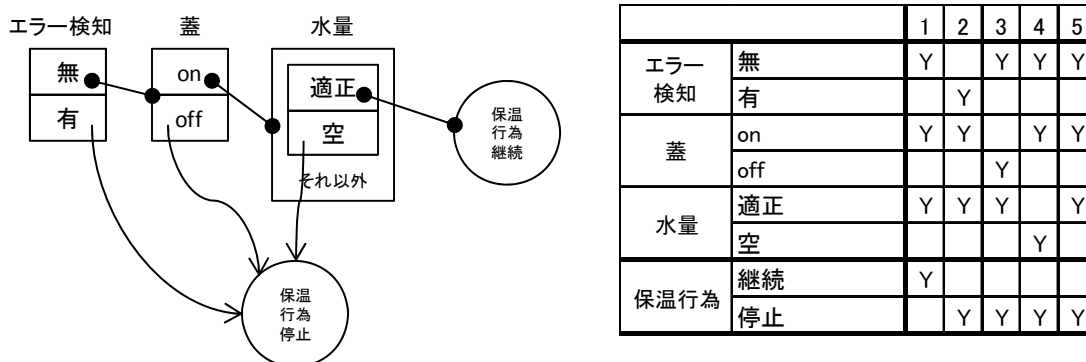 エラー検知
蓋
水量
無
有
on
off
適正
空
それ以外
保温
行為
継続
保温
行為
停止
1 2 3 4 5
エラー
検知
無 Y Y Y Y
有 Y
蓋
on Y Y Y Y
off Y
水量
適正 Y Y Y Y
空 Y
保温行為
継続 Y
停止 Y Y Y Y